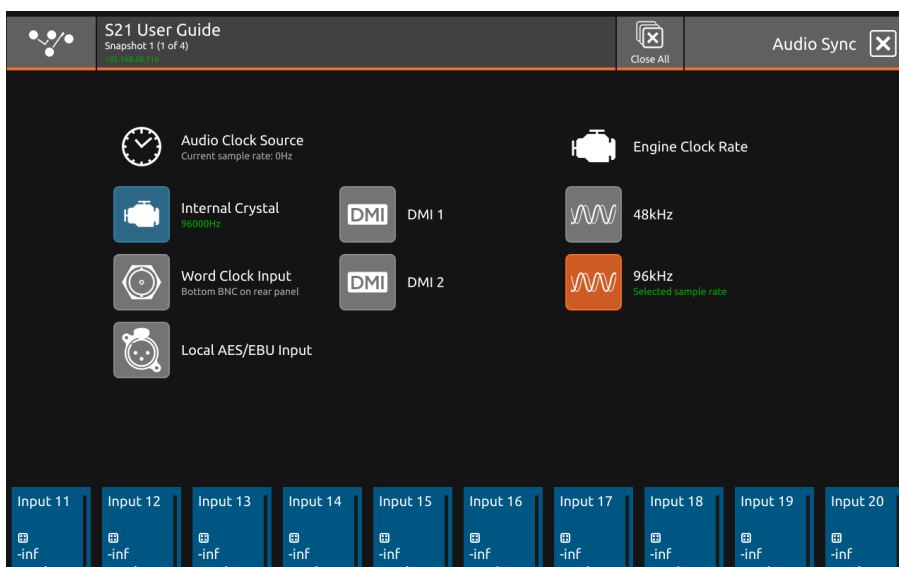 S21 User Guide
Snapshot 1 (1 of 4)
192.168.50.110
Close All
Audio Sync
Audio Clock Source
Current sample rate: 0Hz
Engine Clock Rate
Internal Crystal
96000Hz
DMI
DMI 1
48kHz
Word Clock Input
Bottom BNC on rear panel
DMI
DMI 2
96kHz
Selected sample rate
Local AES/EBU Input
Input 11
Input 12
Input 13
Input 14
Input 15
Input 16
Input 17
Input 18
Input 19
Input 20
-inf
-inf
-inf
-inf
-inf
-inf
-inf
-inf
-inf
-inf